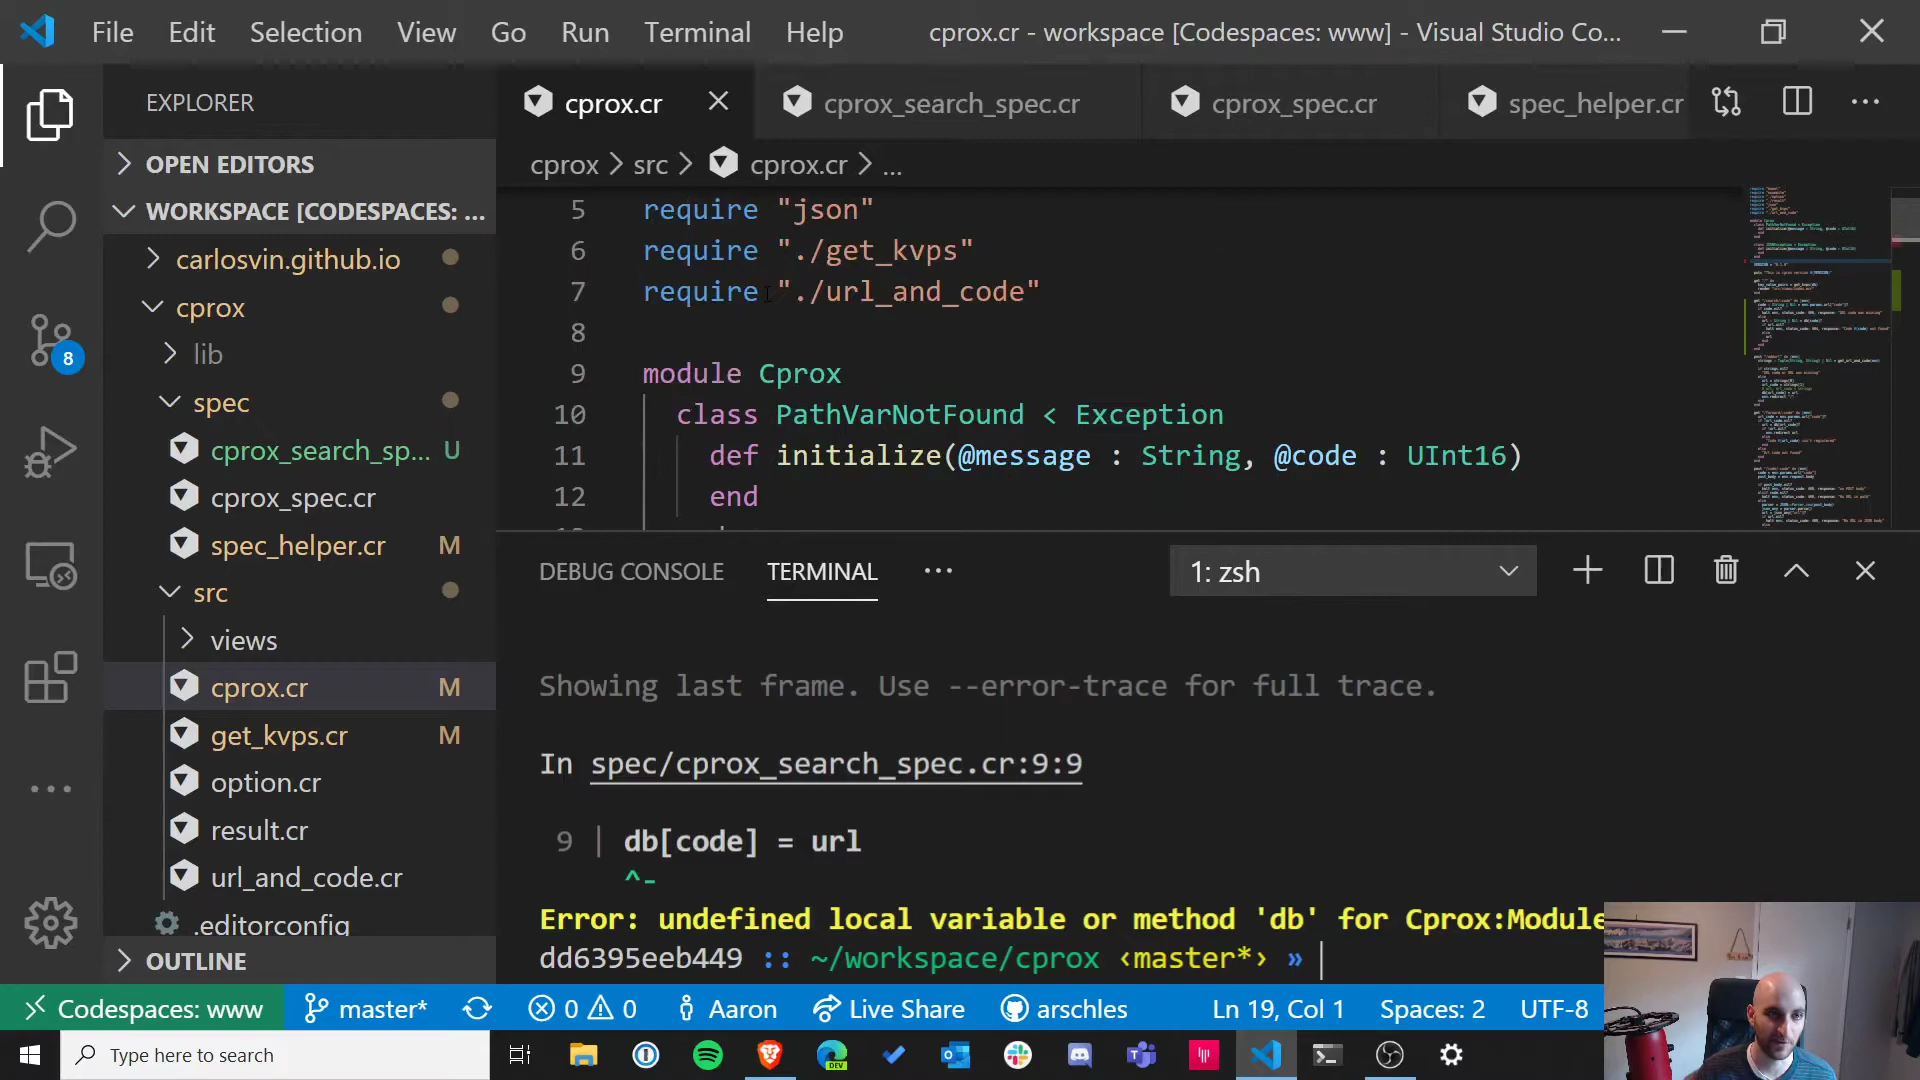 File Edit Selection View Go Run Terminal Help cprox.cr - workspace [Codespaces: www] - Visual Studio Co...
EXPLORER
OPEN EDITORS
WORKSPACE [CODESPACES: ...
carlosvin.github.io
cprox
lib
spec
cprox_search_sp... U
cprox_spec.cr
spec_helper.cr M
src
views
cprox.cr M
get_kvps.cr M
option.cr
result.cr
url_and_code.cr
.editorconfig
OUTLINE
8
cprox.cr cprox_search_spec.cr cprox_spec.cr spec_helper.cr
cprox > src > cprox.cr > ...
5 require "json"
6 require "./get_kvps"
7 require "./url_and_code"
8
9 module Cprox
10 class PathVarNotFound < Exception
11 def initialize(@message : String, @code : UInt16)
12 end
DEBUG CONSOLE TERMINAL ... 1: zsh
Showing last frame. Use --error-trace for full trace.
In spec/cprox_search_spec.cr:9:9
9 | db[code] = url
^-
Error: undefined local variable or method 'db' for Cprox:Module
dd6395eeb449 :: ~/workspace/cprox ‹master*› »
Codespaces: www master* 0 0 Aaron Live Share arschles Ln 19, Col 1 Spaces: 2 UTF-8
Type here to search
DEV